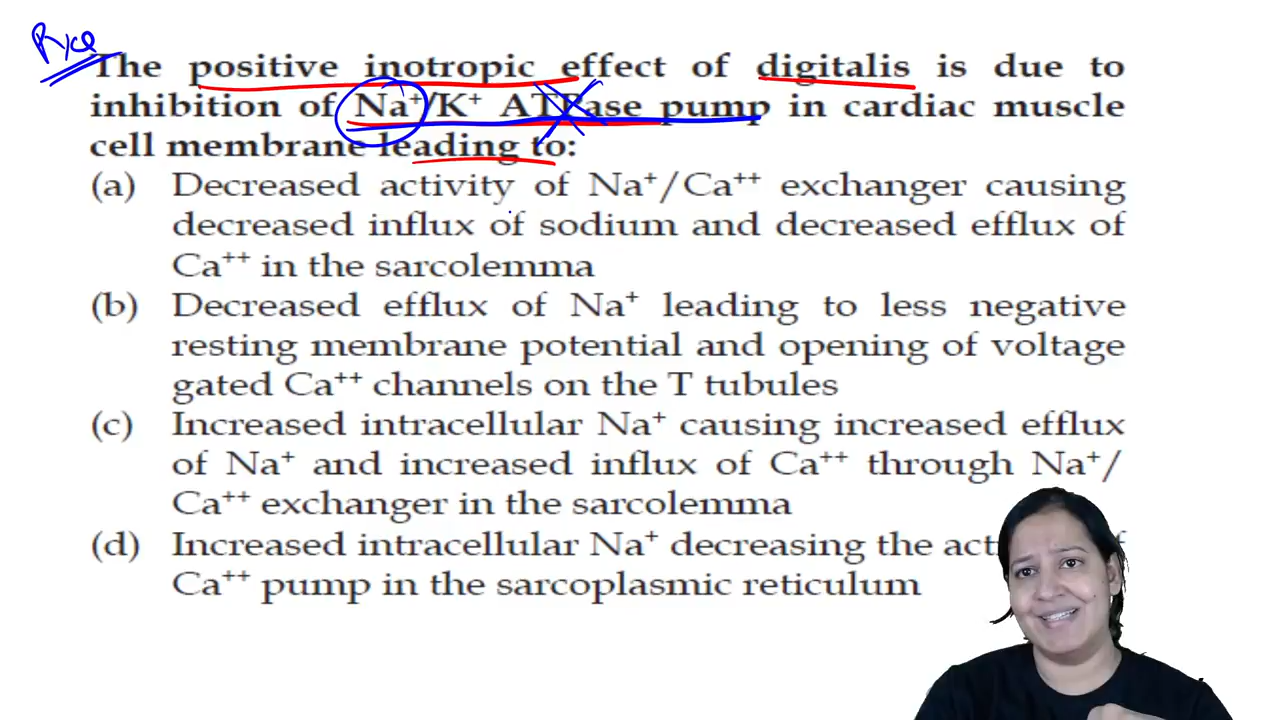 Rice
The positive inotropic effect of digitalis is due to
inhibition of Na⁺/K⁺ ATPase pump in cardiac muscle
cell membrane leading to:
(a) Decreased activity of Na⁺/Ca⁺⁺ exchanger causing
decreased influx of sodium and decreased efflux of
Ca⁺⁺ in the sarcolemma
(b) Decreased efflux of Na⁺ leading to less negative
resting membrane potential and opening of voltage
gated Ca⁺⁺ channels on the T tubules
(c) Increased intracellular Na⁺ causing increased efflux
of Na⁺ and increased influx of Ca⁺⁺ through Na⁺/
Ca⁺⁺ exchanger in the sarcolemma
(d) Increased intracellular Na⁺ decreasing the
Ca⁺⁺ pump in the sarcoplasmic reticulum